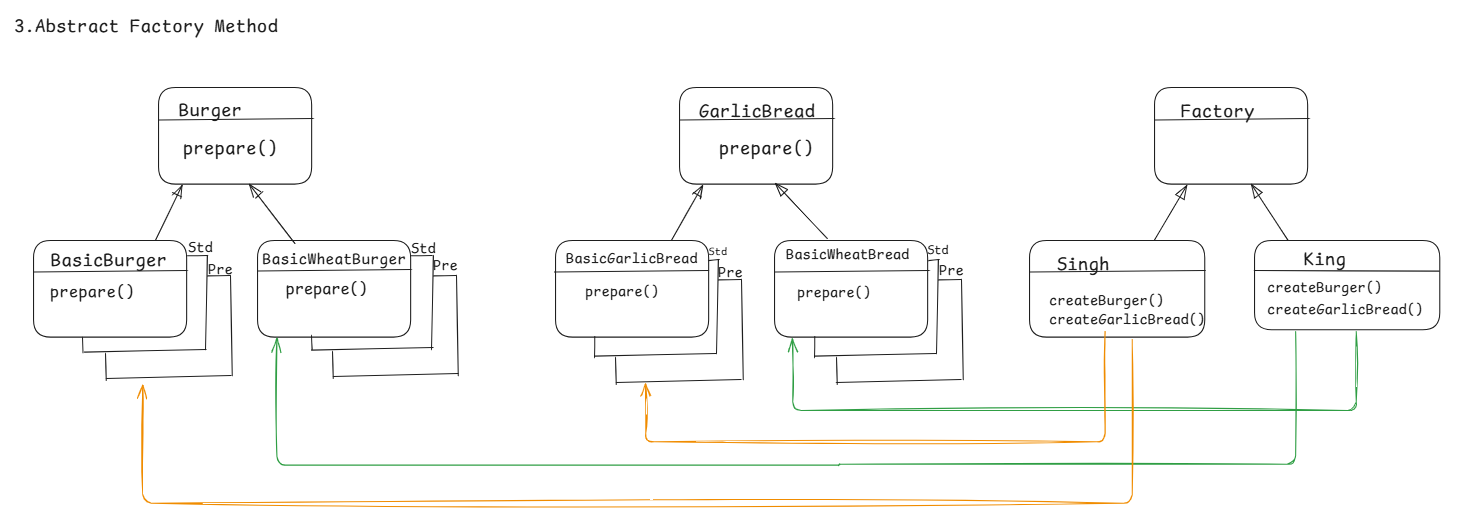 3.Abstract Factory Method
Burger
prepare()
GarlicBread
prepare()
Factory
BasicBurger
prepare()
Std
Pre
BasicWheatBurger
prepare()
Std
Pre
BasicGarlicBread
prepare()
Std
Pre
BasicWheatBread
prepare()
Std
Pre
Singh
createBurger()
createGarlicBread()
King
createBurger()
createGarlicBread()